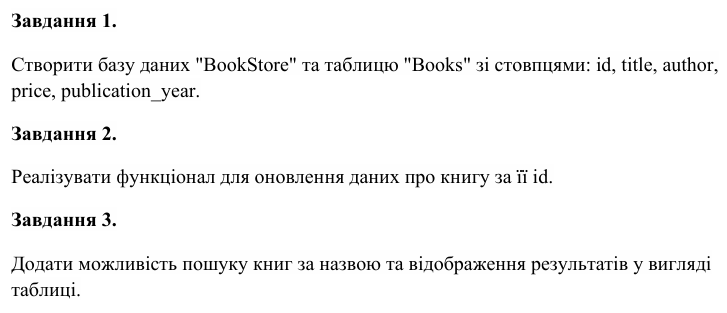 Завдання 1.
Створити базу даних "BookStore" та таблицю "Books" зі стовпцями: id, title, author,
price, publication_year.
Завдання 2.
Реалізувати функціонал для оновлення даних про книгу за її id.
Завдання 3.
Додати можливість пошуку книг за назвою та відображення результатів у вигляді
таблиці.